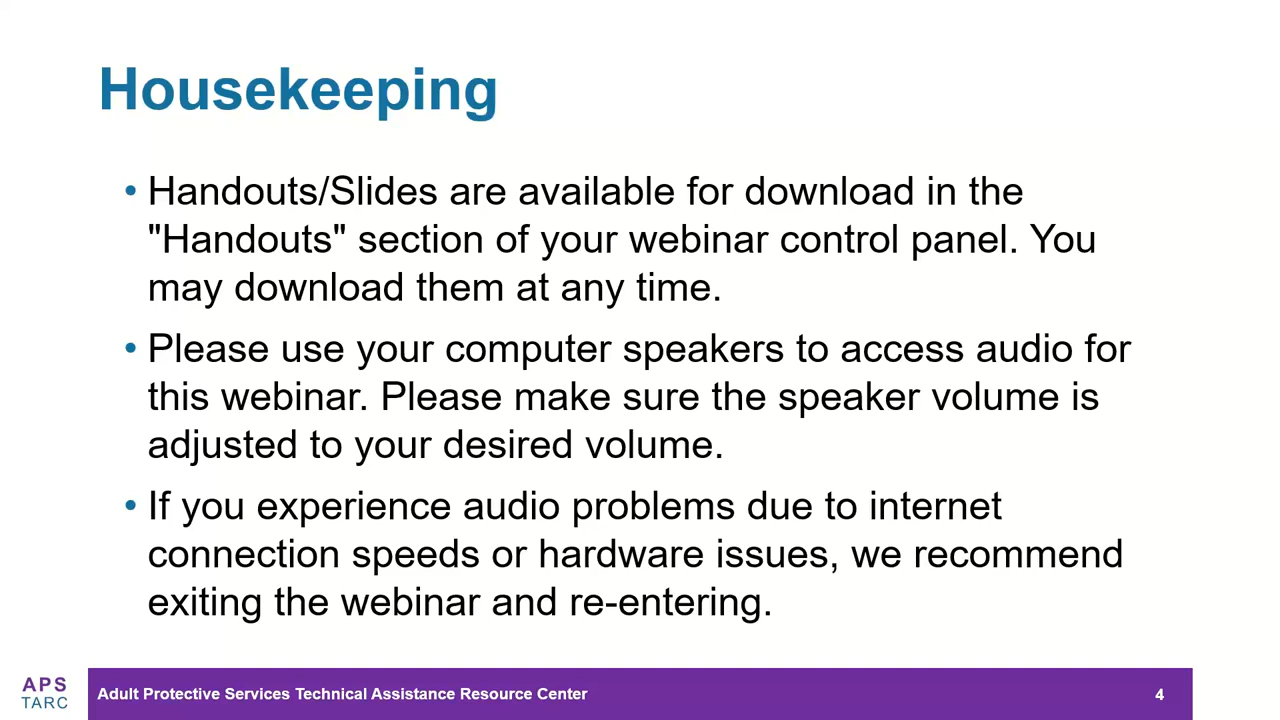 Housekeeping
• Handouts/Slides are available for download in the
"Handouts" section of your webinar control panel. You
may download them at any time.
• Please use your computer speakers to access audio for
this webinar. Please make sure the speaker volume is
adjusted to your desired volume.
• If you experience audio problems due to internet
connection speeds or hardware issues, we recommend
exiting the webinar and re-entering.
APS
TARC
Adult Protective Services Technical Assistance Resource Center
4